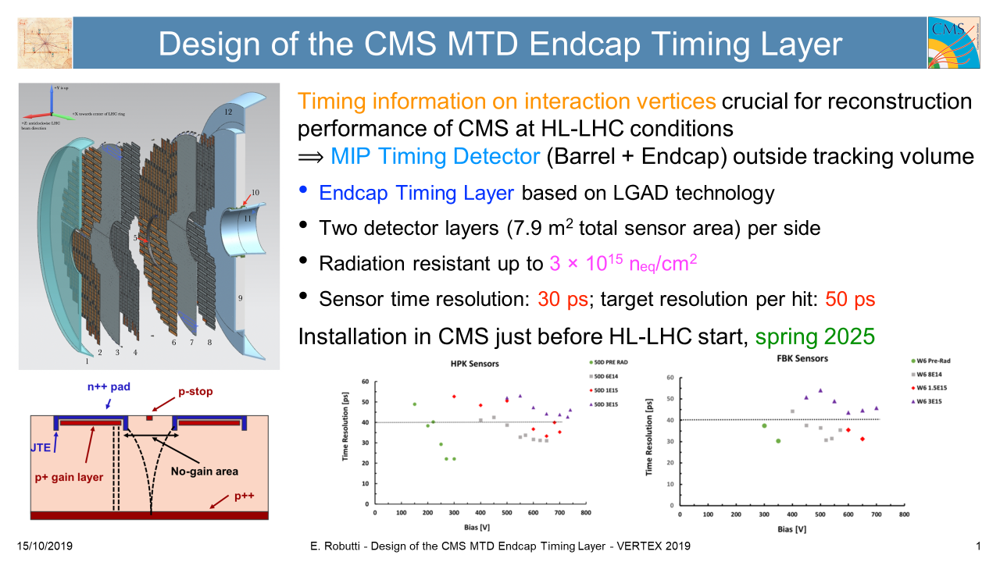 Design of the CMS MTD Endcap Timing Layer
CMS
+Y is up
+X towards center of LHC ring
+Z: anticlockwise LHC
beam direction
12
10
11
5
9
6
7
8
1
2
3
4
Timing information on interaction vertices crucial for reconstruction
performance of CMS at HL-LHC conditions
⟹ MIP Timing Detector (Barrel + Endcap) outside tracking volume
• Endcap Timing Layer based on LGAD technology
• Two detector layers (7.9 m² total sensor area) per side
• Radiation resistant up to 3 × 10¹⁵ neq/cm²
• Sensor time resolution: 30 ps; target resolution per hit: 50 ps
Installation in CMS just before HL-LHC start, spring 2025
n++ pad
p-stop
JTE
p+ gain layer
No-gain area
p++
HPK Sensors
50D PRE RAD
50D 6E14
50D 1E15
50D 3E15
Time Resolution [ps]
60
50
40
30
20
10
0
0 100 200 300 400 500 600 700 800
Bias [V]
FBK Sensors
W6 Pre-Rad
W6 8E14
W6 1.5E15
W6 3E15
Time Resolution [ps]
60
50
40
30
20
10
0
0 100 200 300 400 500 600 700 800
Bias [V]
15/10/2019
E. Robutti - Design of the CMS MTD Endcap Timing Layer - VERTEX 2019
1